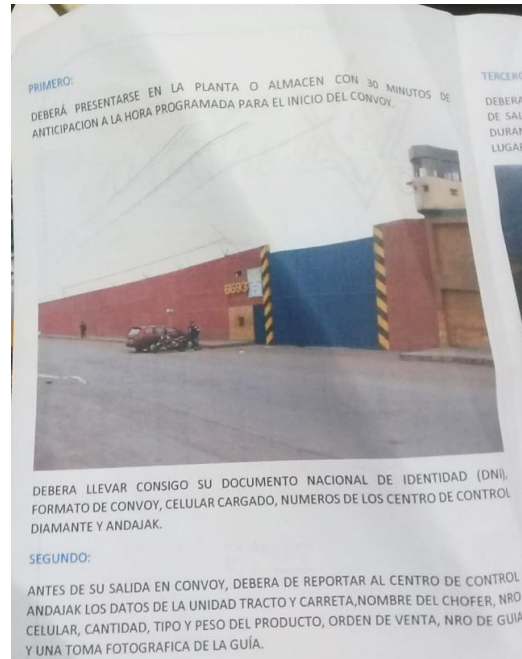 PRIMERO:
DEBERÁ PRESENTARSE EN LA PLANTA O ALMACEN CON 30 MINUTOS DE
ANTICIPACION A LA HORA PROGRAMADA PARA EL INICIO DEL CONVOY.
6693
DEBERA LLEVAR CONSIGO SU DOCUMENTO NACIONAL DE IDENTIDAD (DNI),
FORMATO DE CONVOY, CELULAR CARGADO, NUMEROS DE LOS CENTRO DE CONTROL
DIAMANTE Y ANDAJAK.
SEGUNDO:
ANTES DE SU SALIDA EN CONVOY, DEBERA DE REPORTAR AL CENTRO DE CONTROL
ANDAJAK LOS DATOS DE LA UNIDAD TRACTO Y CARRETA,NOMBRE DEL CHOFER, NRO
CELULAR, CANTIDAD, TIPO Y PESO DEL PRODUCTO, ORDEN DE VENTA, NRO DE GUIA
Y UNA TOMA FOTOGRAFICA DE LA GUÍA.
TERCERO
DEBERA
DE SAL
DURAN
LUGAR